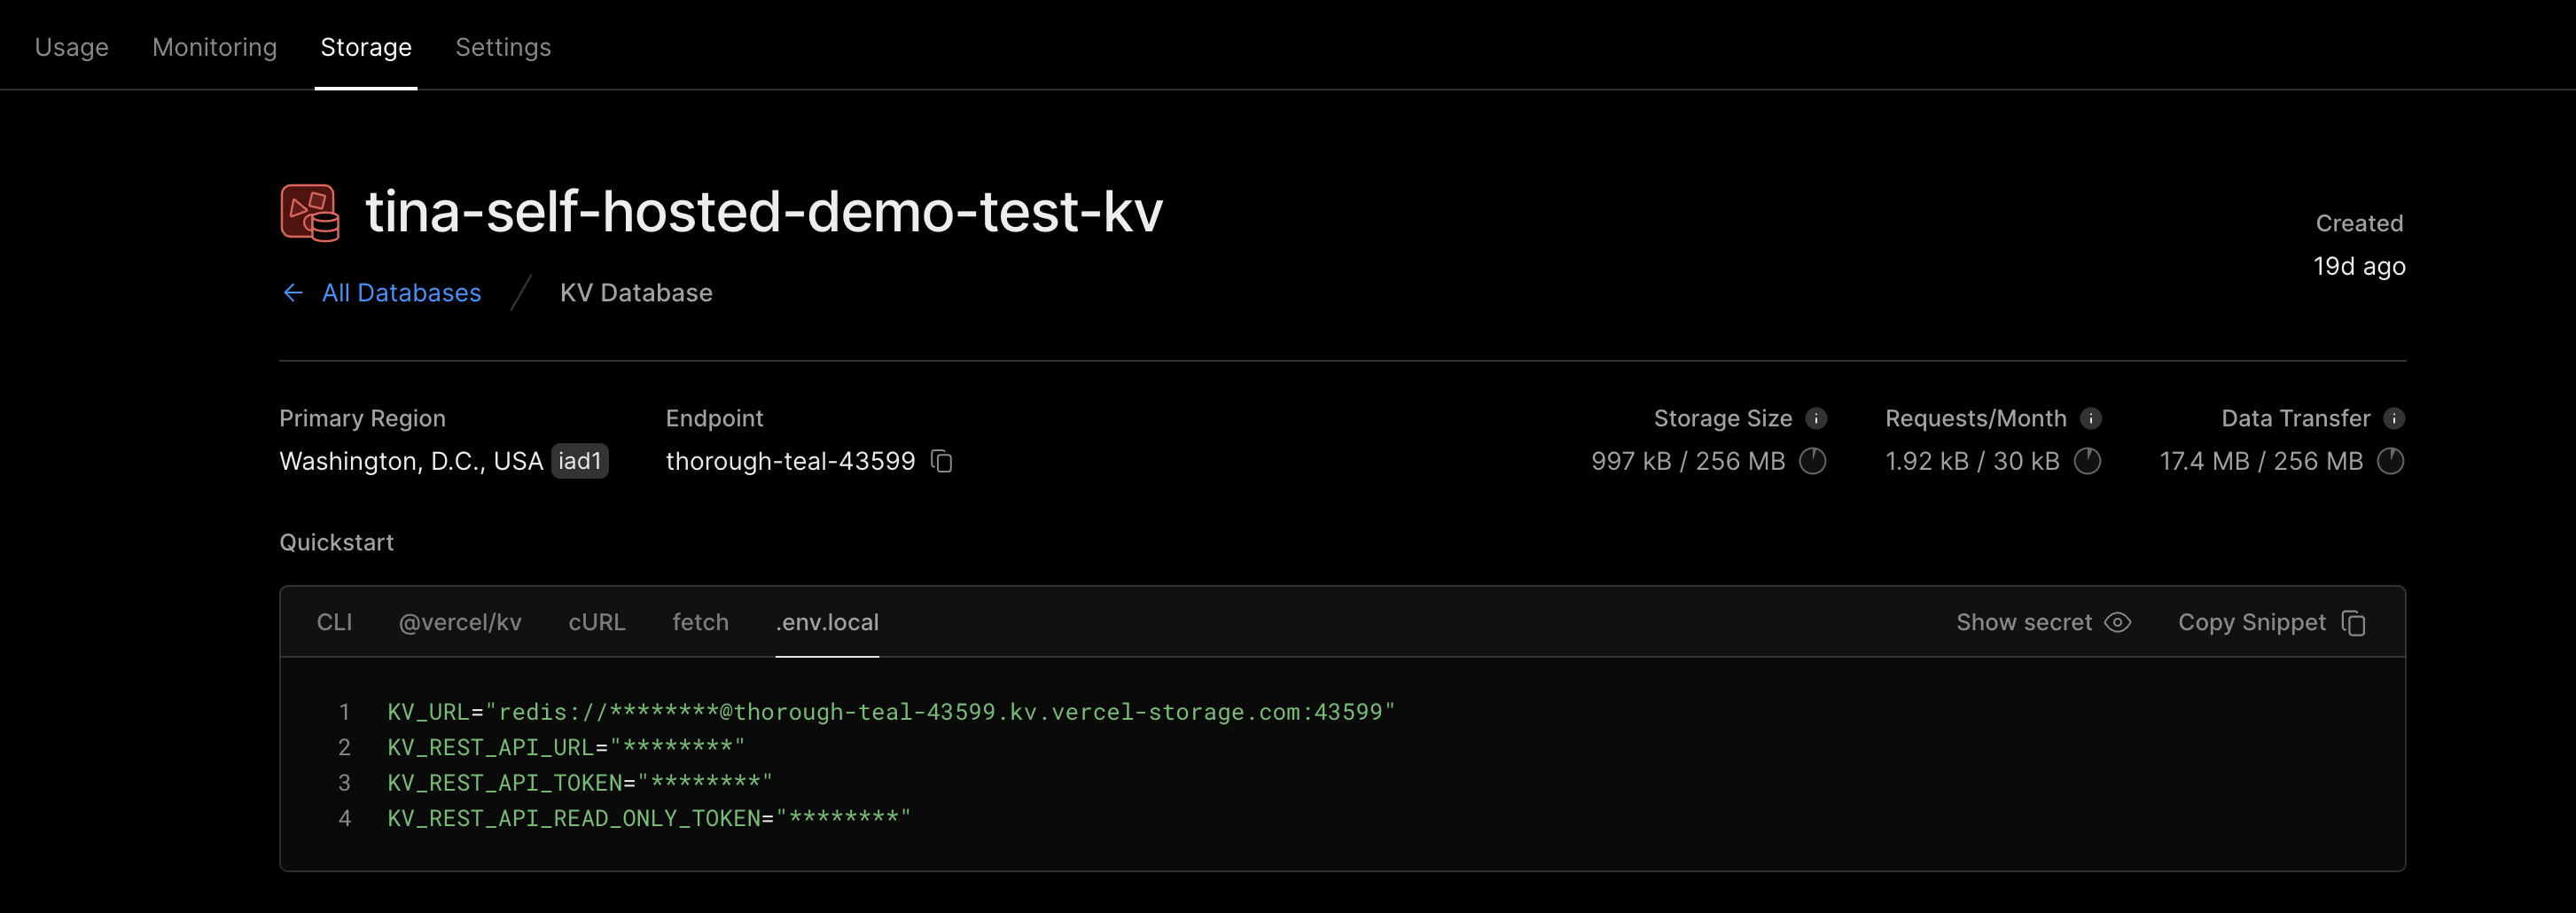 Usage Monitoring Storage Settings
tina-self-hosted-demo-test-kv
Created
19d ago
← All Databases / KV Database
Primary Region Endpoint Storage Size Requests/Month Data Transfer
Washington, D.C., USA iad1 thorough-teal-43599 997 kB / 256 MB 1.92 kB / 30 kB 17.4 MB / 256 MB
Quickstart
CLI @vercel/kv cURL fetch .env.local Show secret Copy Snippet
1 KV_URL="redis://********@thorough-teal-43599.kv.vercel-storage.com:43599"
2 KV_REST_API_URL="********"
3 KV_REST_API_TOKEN="********"
4 KV_REST_API_READ_ONLY_TOKEN="********"